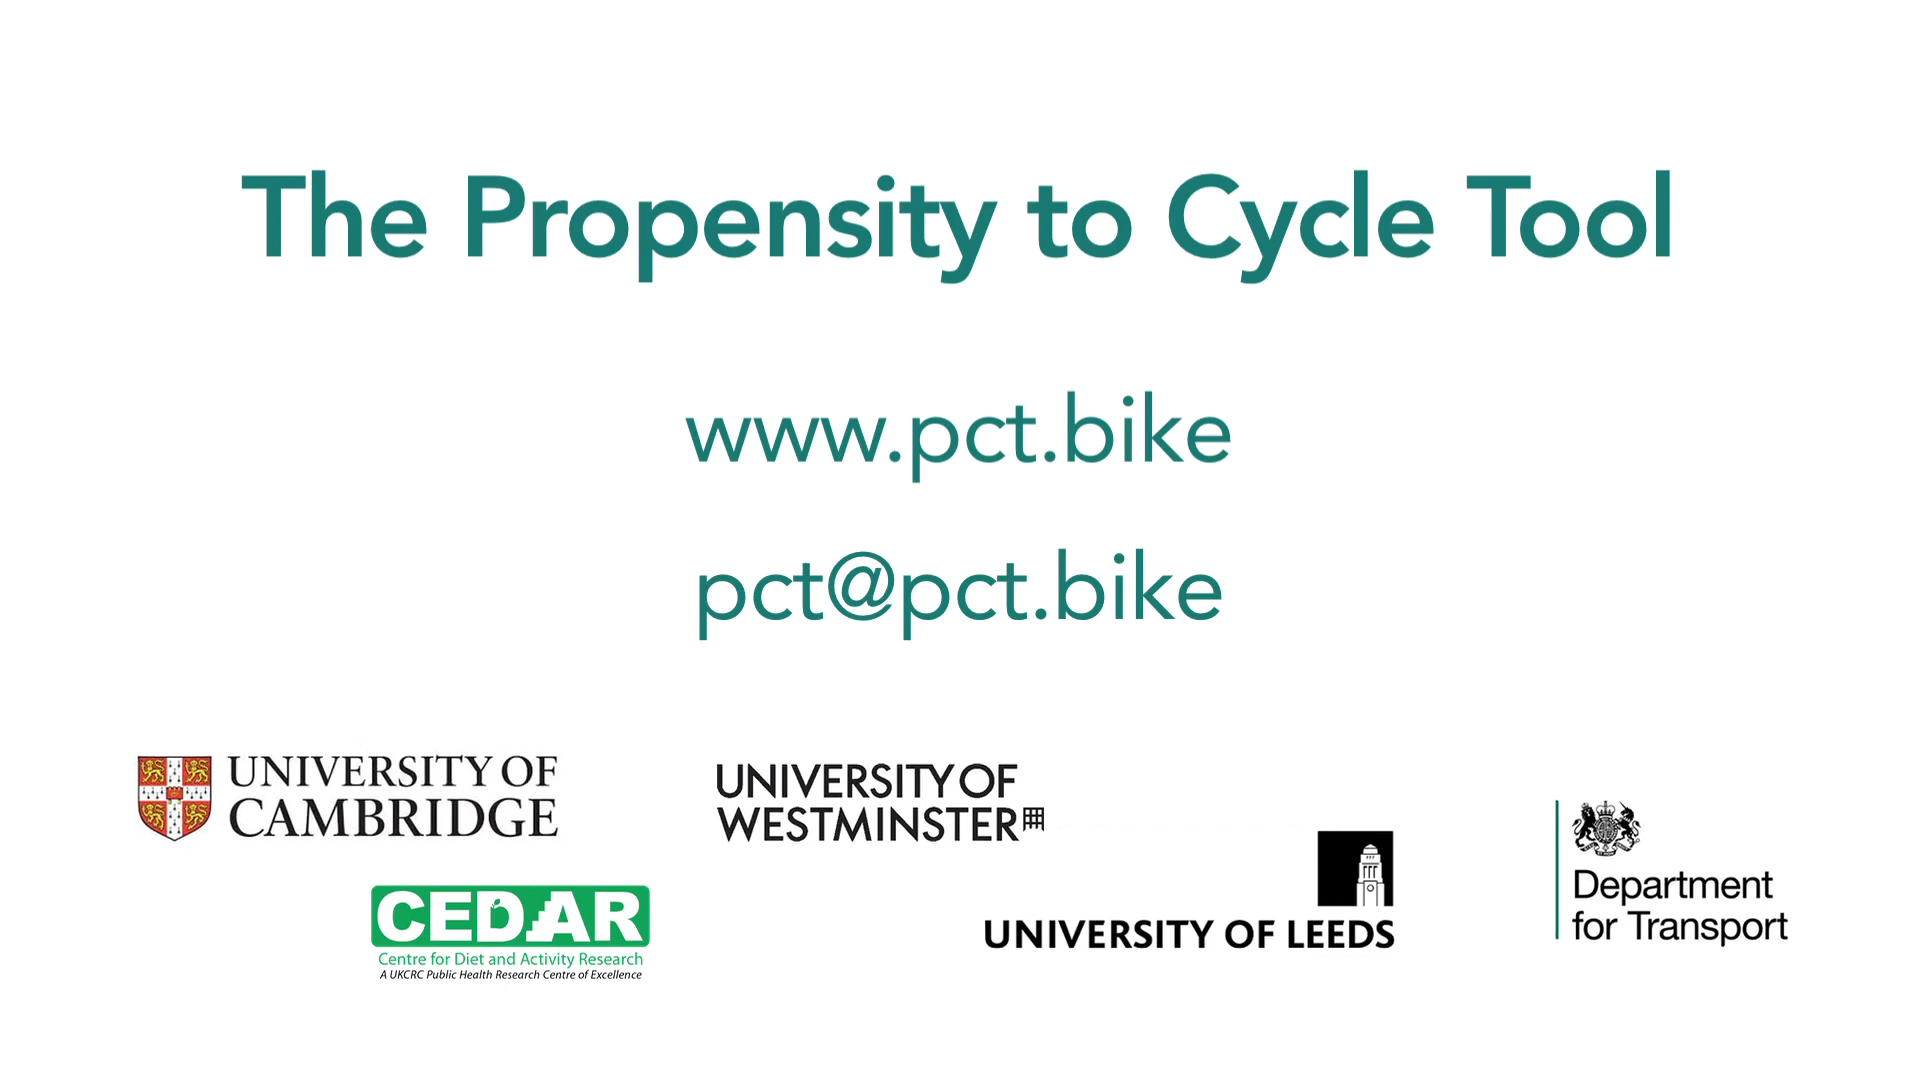 The Propensity to Cycle Tool
www.pct.bike
pct@pct.bike
UNIVERSITY OF
CAMBRIDGE
UNIVERSITY OF
WESTMINSTER
CEDAR
Centre for Diet and Activity Research
A UKCRC Public Health Research Centre of Excellence
UNIVERSITY OF LEEDS
Department
for Transport